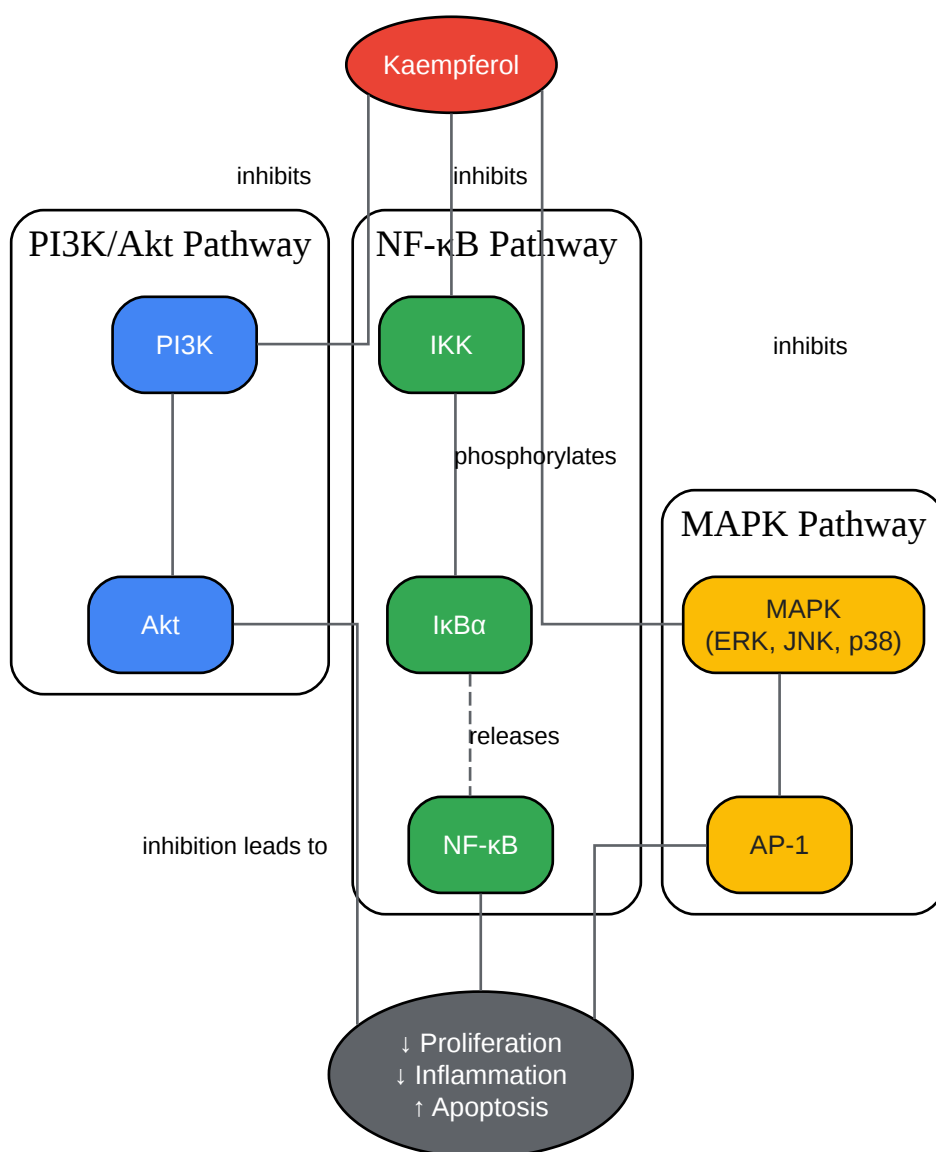 Kaempferol
inhibits
inhibits
PI3K/Akt Pathway
NF-κB Pathway
PI3K
IKK
inhibits
phosphorylates
MAPK Pathway
Akt
IκBα
MAPK
(ERK, JNK, p38)
releases
inhibition leads to
NF-κB
AP-1
↓ Proliferation
↓ Inflammation
↑ Apoptosis